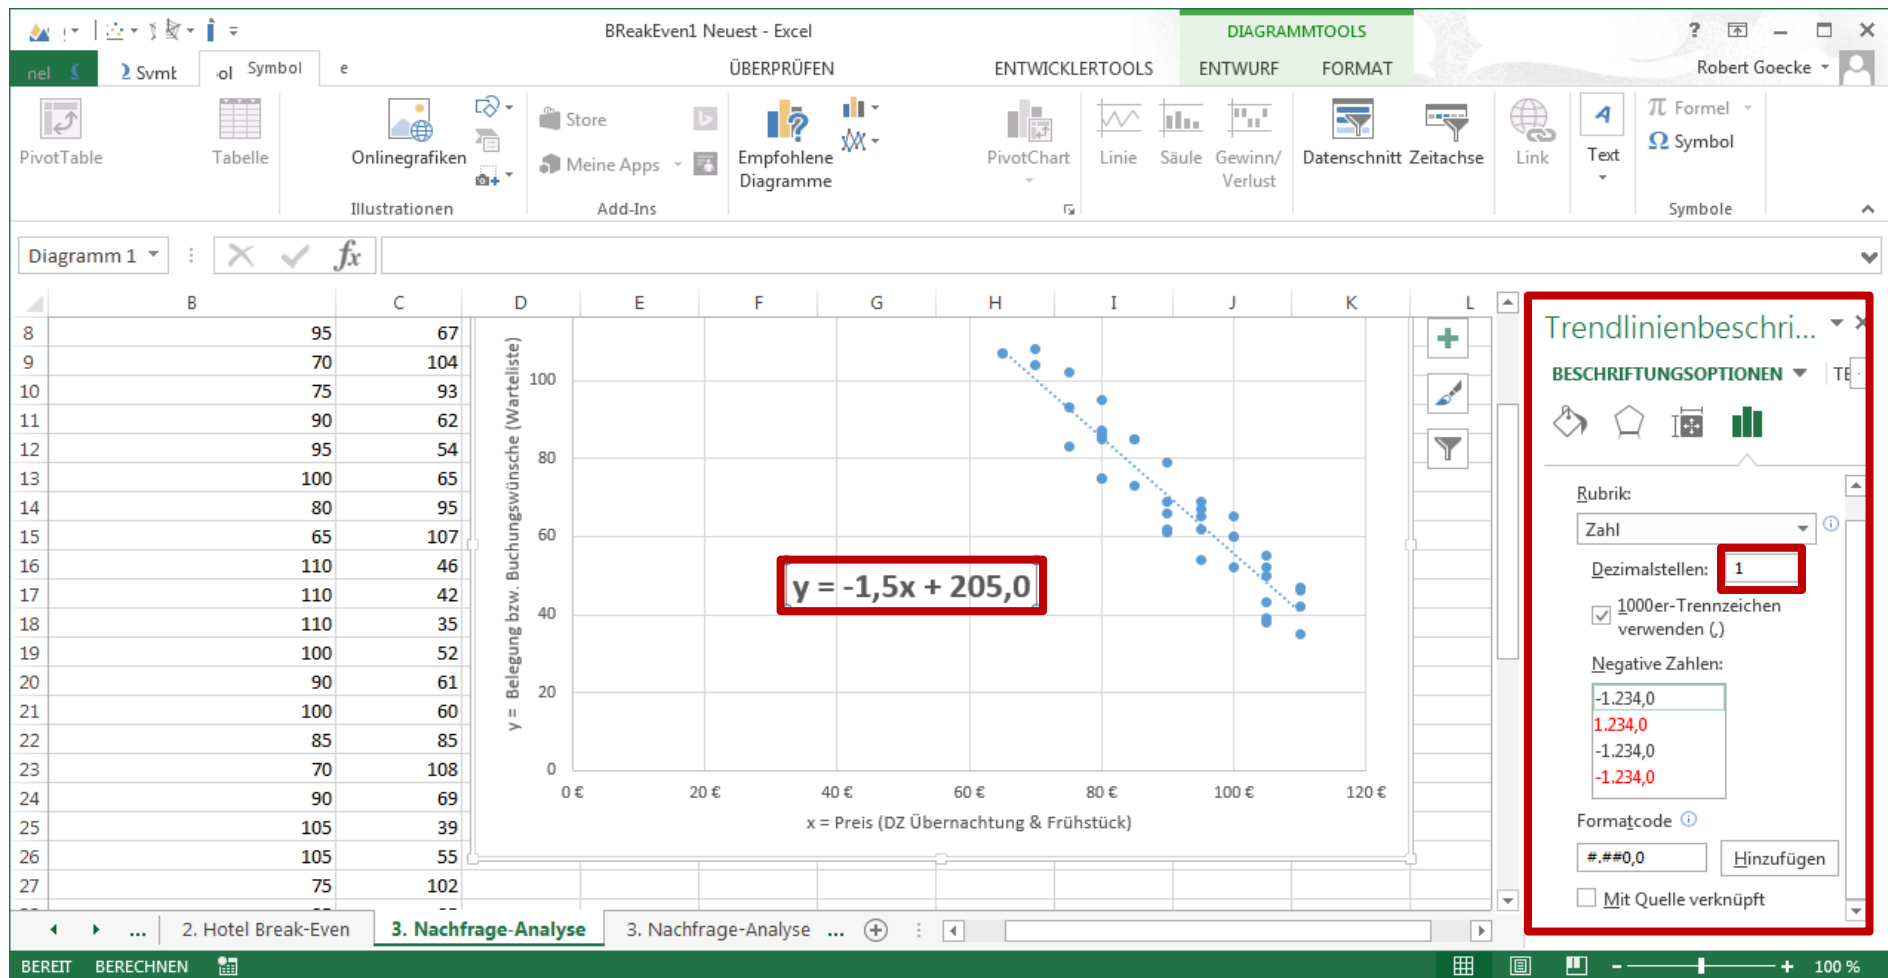 BReakEven1 Neuest - Excel
DIAGRAMMTOOLS
?
nel
Symbol
e
ÜBERPRÜFEN
ENTWICKLERTOOLS
ENTWURF
FORMAT
Robert Goecke
PivotTable
Tabelle
Onlinegrafiken
Illustrationen
Store
Meine Apps
Add-Ins
Empfohlene
Diagramme
PivotChart
Linie
Säule
Gewinn/
Verlust
Datenschnitt
Zeitachse
Link
A
Text
π Formel
Ω Symbol
Symbole
Diagramm 1
fx
B C D E F G H I J K L
8 95 67
9 70 104
10 75 93
11 90 62
12 95 54
13 100 65
14 80 95
15 65 107
16 110 46
17 110 42
18 110 35
19 100 52
20 90 61
21 100 60
22 85 85
23 70 108
24 90 69
25 105 39
26 105 55
27 75 102
y = Belegung bzw. Buchungswünsche (Warteliste)
100
80
60
40
20
0
y = -1,5x + 205,0
0 € 20 € 40 € 60 € 80 € 100 € 120 €
x = Preis (DZ Übernachtung & Frühstück)
Trendlinienbeschri...
BESCHRIFTUNGSOPTIONEN
TE
Rubrik:
Zahl
Dezimalstellen: 1
1000er-Trennzeichen
verwenden (,)
Negative Zahlen:
-1.234,0
1.234,0
-1.234,0
-1.234,0
Formatcode
#.##0,0
Hinzufügen
Mit Quelle verknüpft
... 2. Hotel Break-Even 3. Nachfrage-Analyse 3. Nachfrage-Analyse ...
BEREIT BERECHNEN
100 %